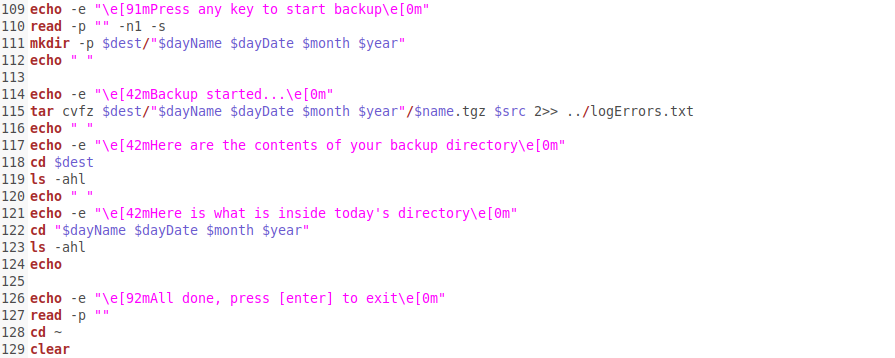 109 echo -e "\e[91mPress any key to start backup\e[0m"
110 read -p "" -n1 -s
111 mkdir -p $dest/"$dayName $dayDate $month $year"
112 echo " "
113
114 echo -e "\e[42mBackup started...\e[0m"
115 tar cvfz $dest/"$dayName $dayDate $month $year"/$name.tgz $src 2>> ../logErrors.txt
116 echo " "
117 echo -e "\e[42mHere are the contents of your backup directory\e[0m"
118 cd $dest
119 ls -ahl
120 echo " "
121 echo -e "\e[42mHere is what is inside today's directory\e[0m"
122 cd "$dayName $dayDate $month $year"
123 ls -ahl
124 echo
125
126 echo -e "\e[92mAll done, press [enter] to exit\e[0m"
127 read -p ""
128 cd ~
129 clear